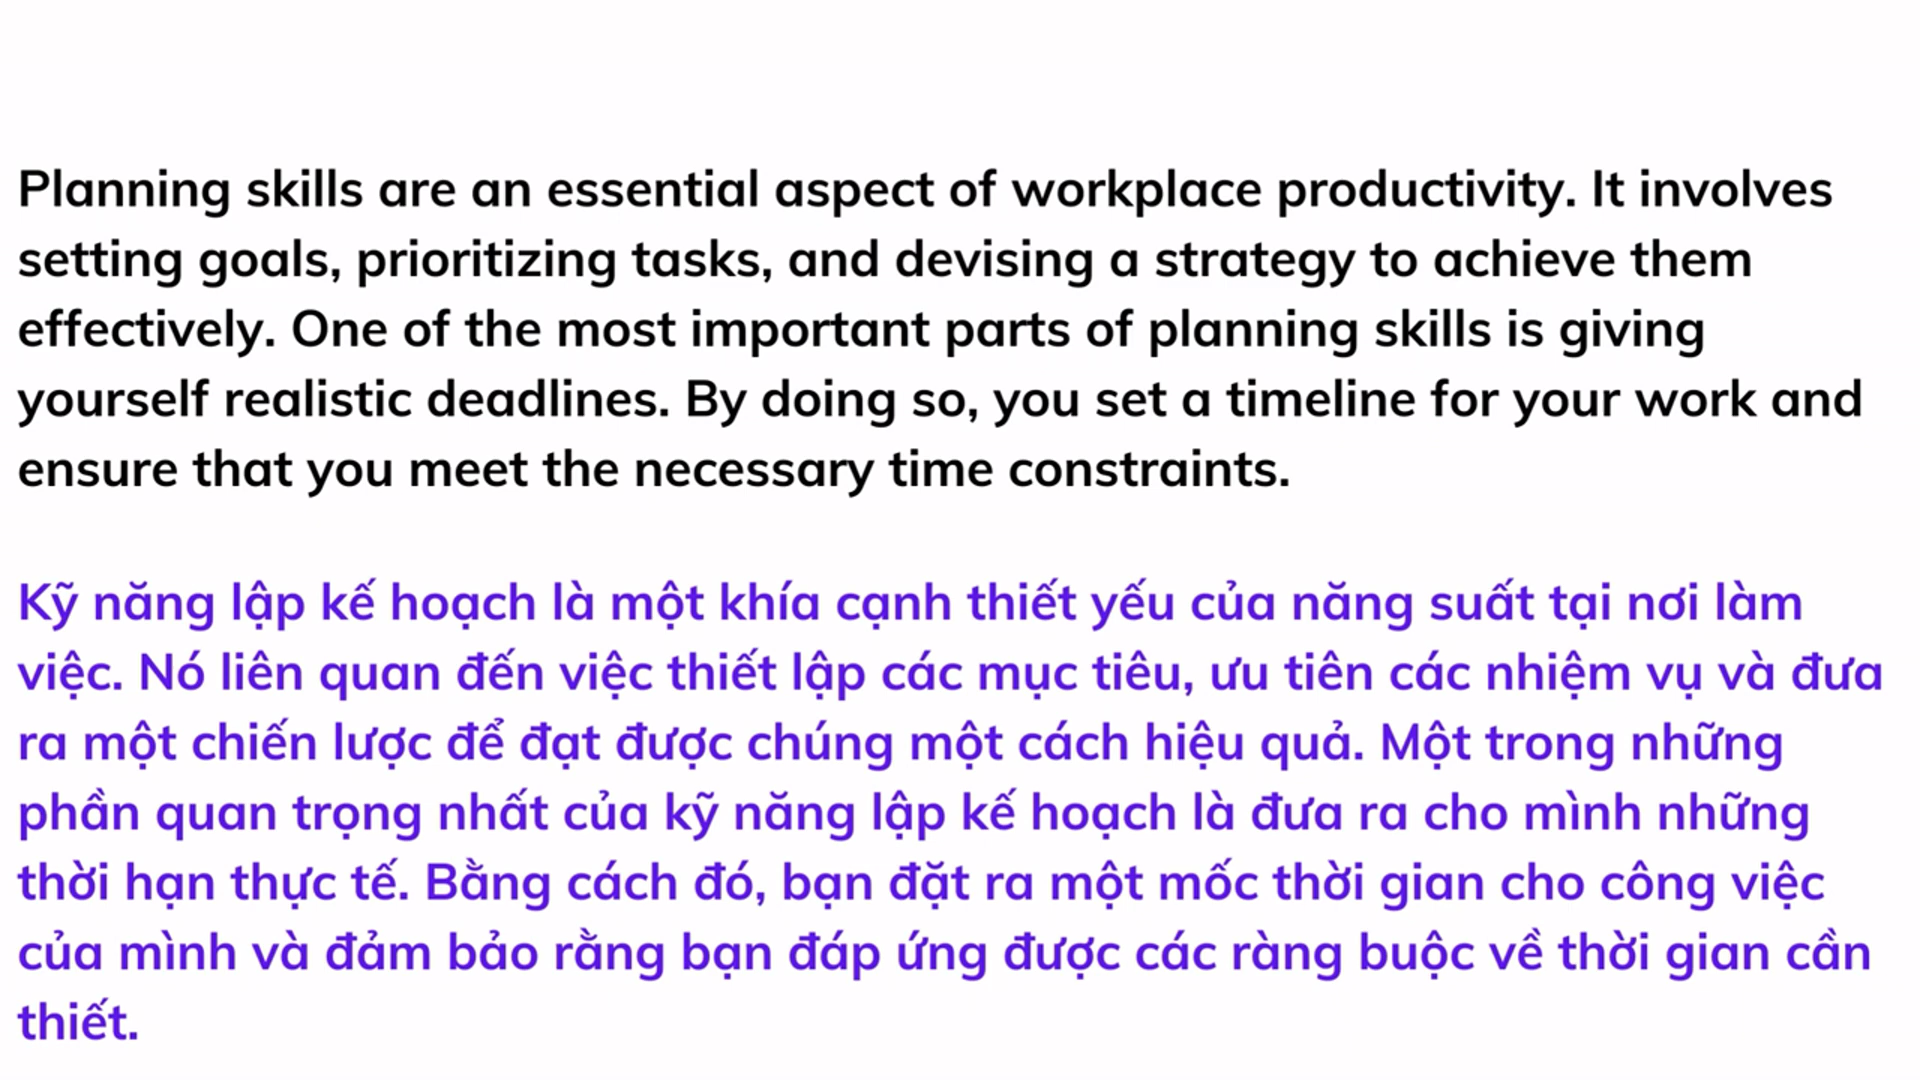 Planning skills are an essential aspect of workplace productivity. It involves
setting goals, prioritizing tasks, and devising a strategy to achieve them
effectively. One of the most important parts of planning skills is giving
yourself realistic deadlines. By doing so, you set a timeline for your work and
ensure that you meet the necessary time constraints.
Kỹ năng lập kế hoạch là một khía cạnh thiết yếu của năng suất tại nơi làm
việc. Nó liên quan đến việc thiết lập các mục tiêu, ưu tiên các nhiệm vụ và đưa
ra một chiến lược để đạt được chúng một cách hiệu quả. Một trong những
phần quan trọng nhất của kỹ năng lập kế hoạch là đưa ra cho mình những
thời hạn thực tế. Bằng cách đó, bạn đặt ra một mốc thời gian cho công việc
của mình và đảm bảo rằng bạn đáp ứng được các ràng buộc về thời gian cần
thiết.